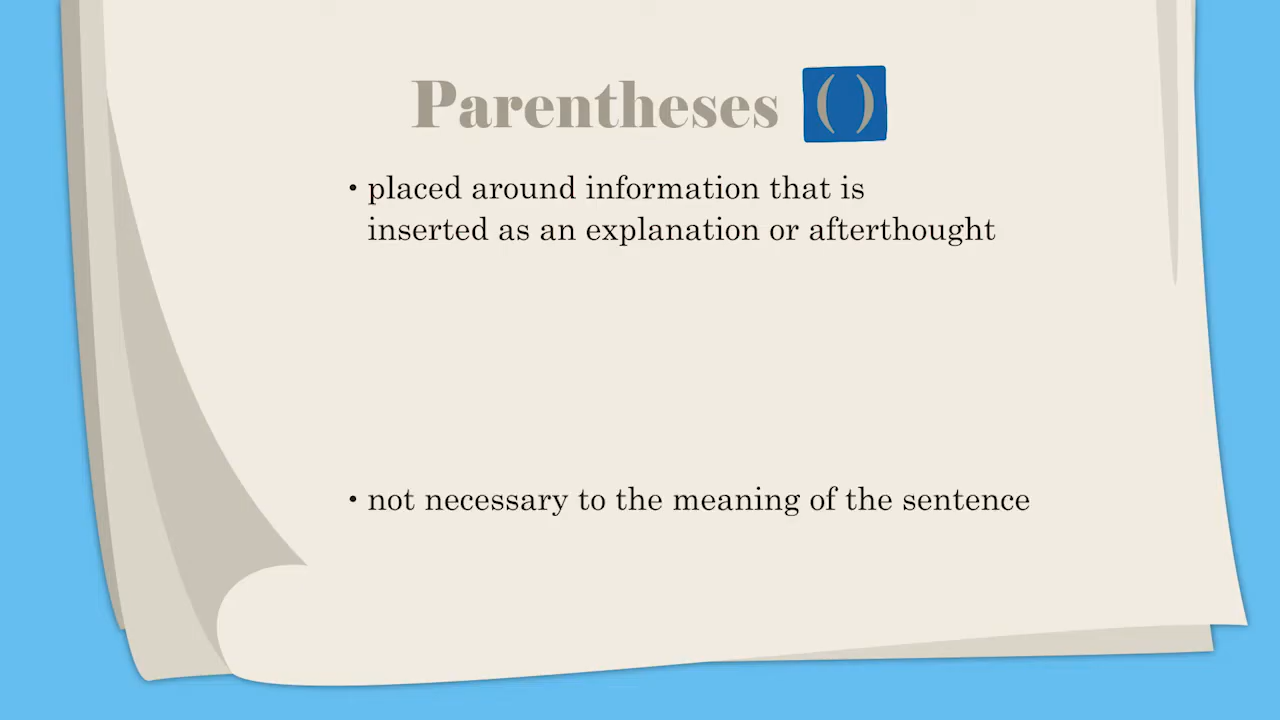 Parentheses ( )
• placed around information that is
inserted as an explanation or afterthought
• not necessary to the meaning of the sentence